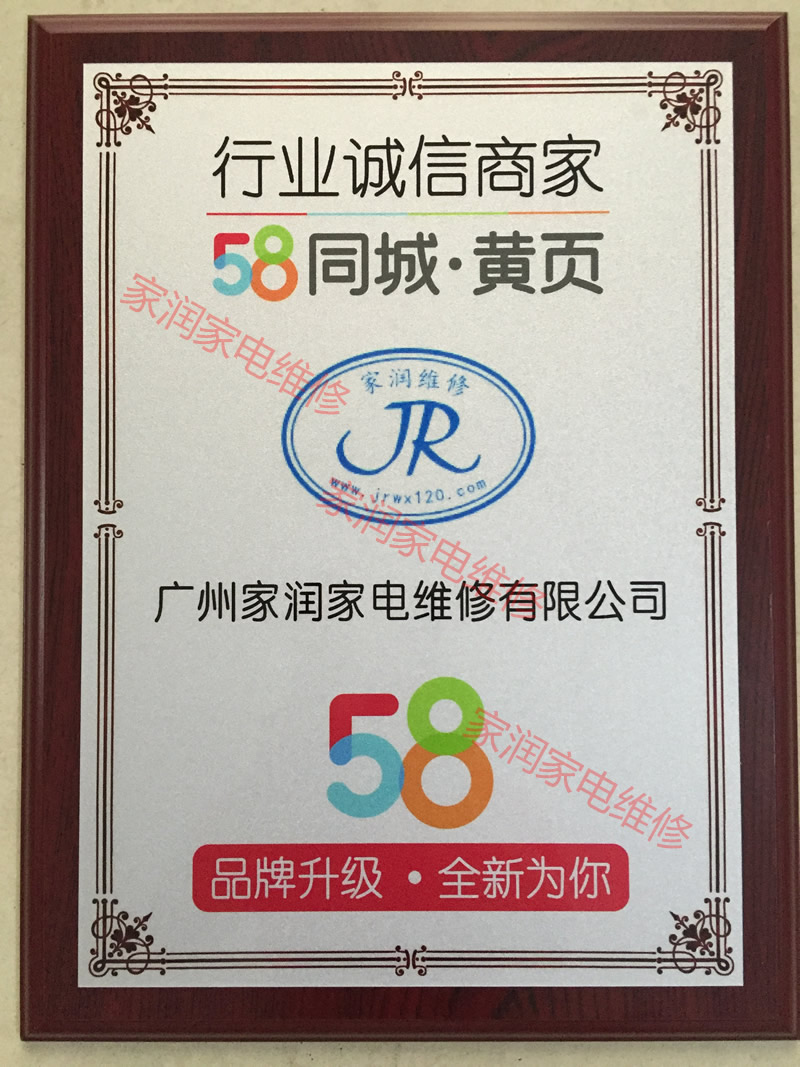 行业诚信商家
58同城·黄页
家润家电维修
家润维修
JR
www.jrwx120.com
家润家电维修
广州家润家电维修有限公司
58
家润家电维修
品牌升级·全新为你